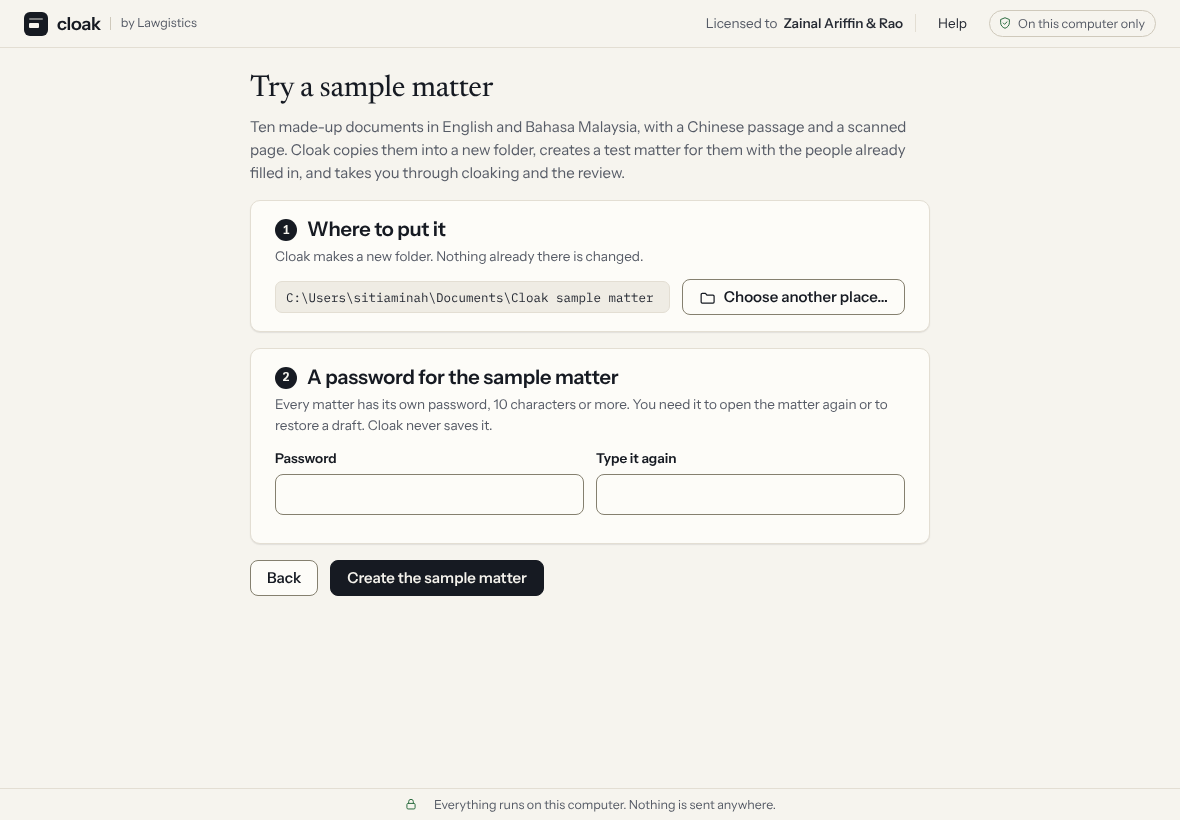 cloak
by Lawgistics
Licensed to Zainal Ariffin & Rao
Help
On this computer only
Try a sample matter
Ten made-up documents in English and Bahasa Malaysia, with a Chinese passage and a scanned
page. Cloak copies them into a new folder, creates a test matter for them with the people already
filled in, and takes you through cloaking and the review.
1 Where to put it
Cloak makes a new folder. Nothing already there is changed.
C:\Users\sitiaminah\Documents\Cloak sample matter
Choose another place…
2 A password for the sample matter
Every matter has its own password, 10 characters or more. You need it to open the matter again or to
restore a draft. Cloak never saves it.
Password
Type it again
Back
Create the sample matter
Everything runs on this computer. Nothing is sent anywhere.